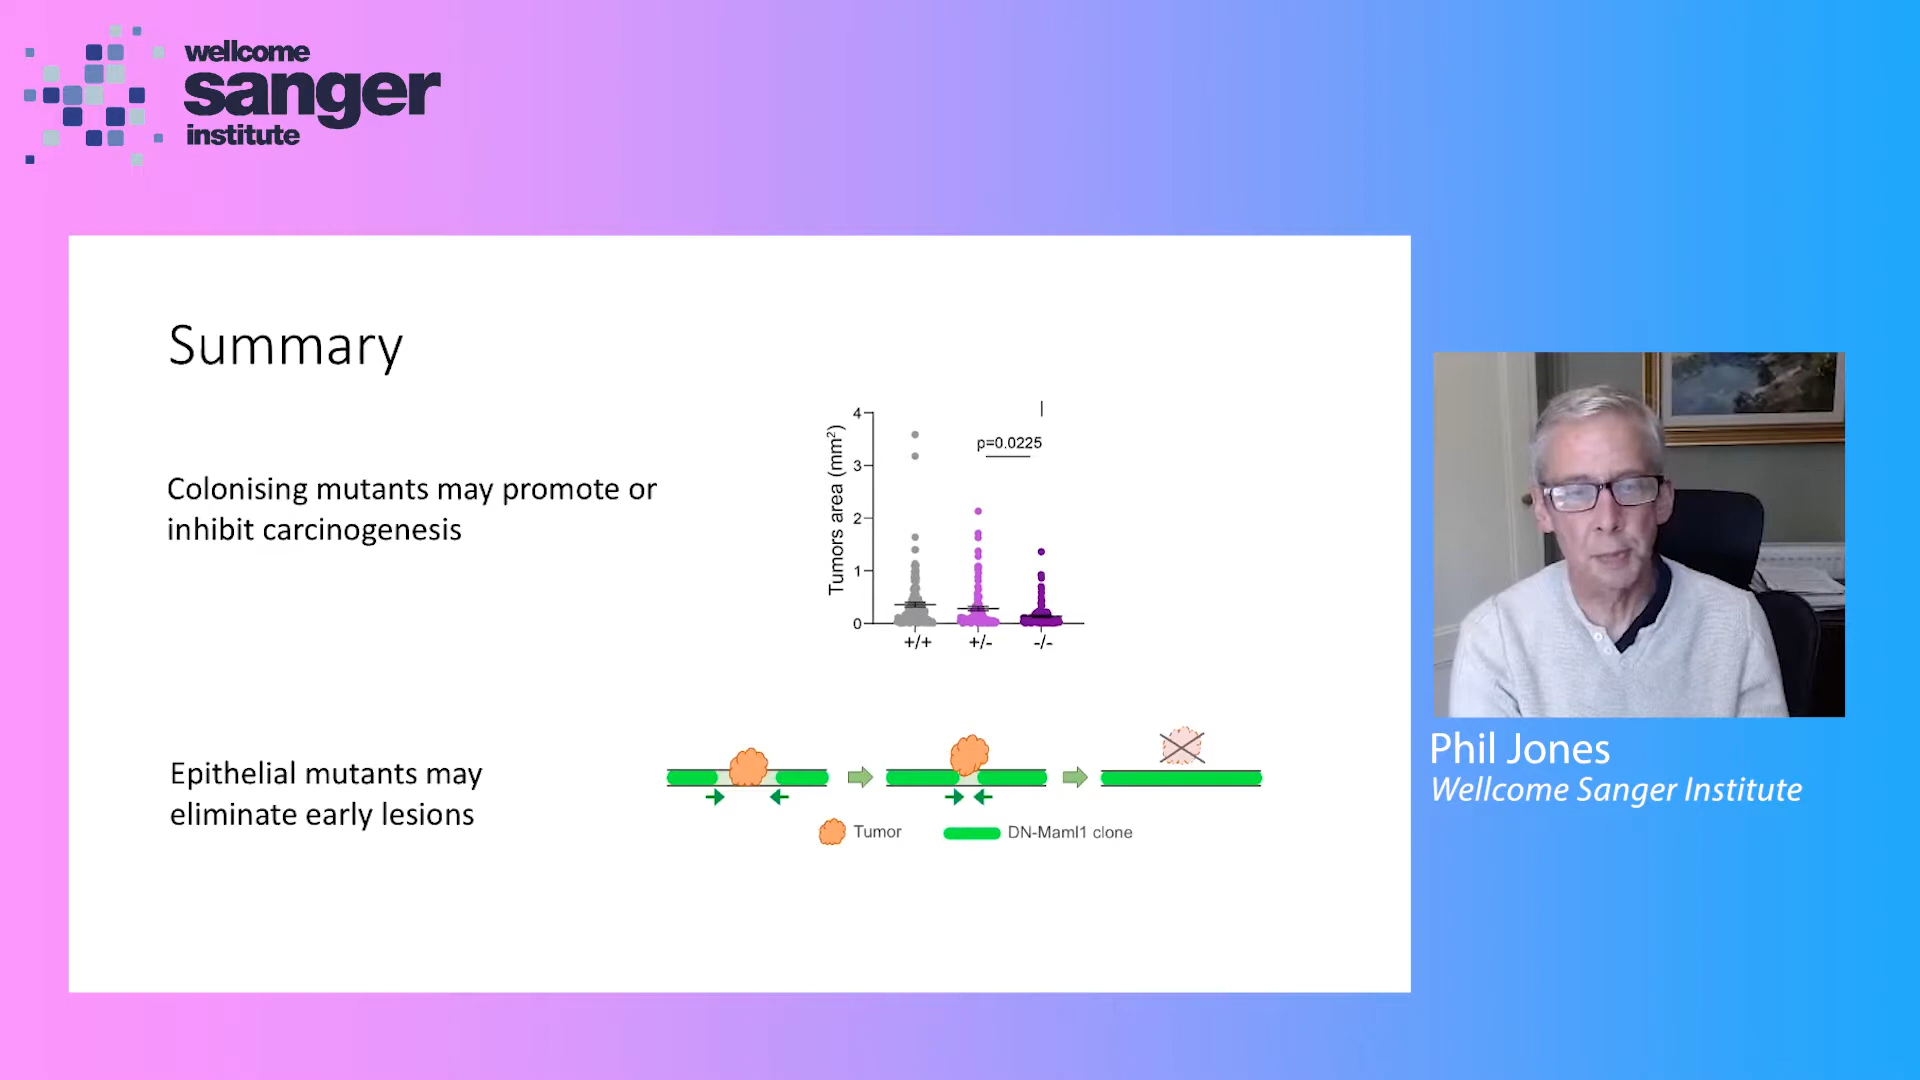 wellcome
sanger
institute
Summary
Colonising mutants may promote or
inhibit carcinogenesis
Tumors area (mm²)
4
3
2
1
0
p=0.0225
+/+ +/- -/-
Epithelial mutants may
eliminate early lesions
Tumor DN-Maml1 clone
Phil Jones
Wellcome Sanger Institute